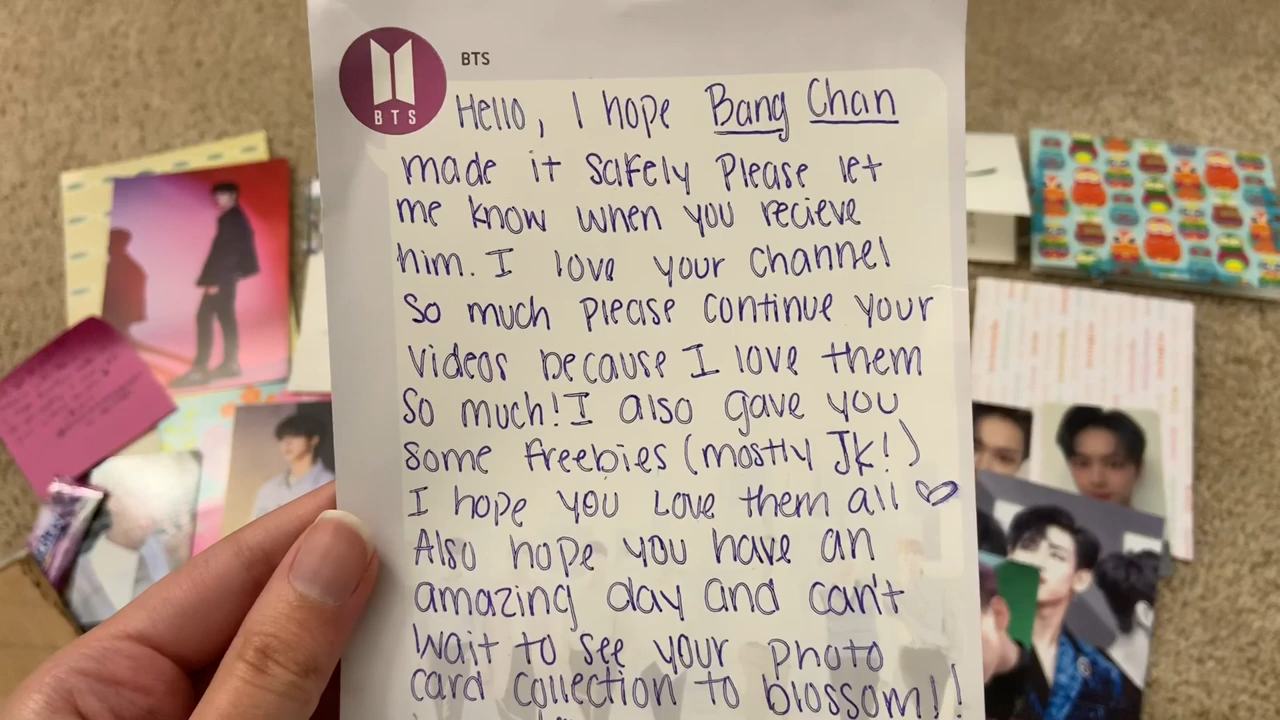 BTS
BTS
Hello, I hope Bang Chan
made it safely Please let
me know when you recieve
him. I love your channel
So much please continue your
videos because I love them
So much! I also gave you
Some freebies (mostly JK!)
I hope you Love them all ♡
Also hope you have an
amazing day and can't
wait to see your photo
card collection to blossom!!